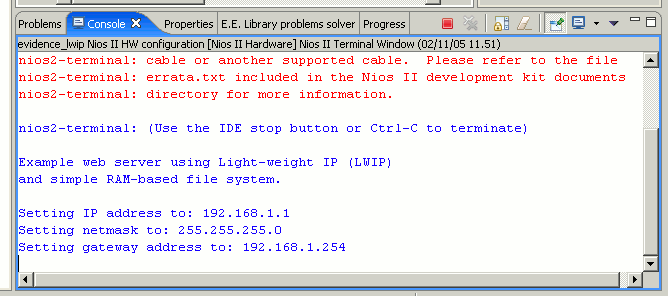 Problems Console Properties E.E. Library problems solver Progress
evidence_lwip Nios II HW configuration [Nios II Hardware] Nios II Terminal Window (02/11/05 11.51)
nios2-terminal: cable or another supported cable.  Please refer to the file
nios2-terminal: errata.txt included in the Nios II development kit documents
nios2-terminal: directory for more information.
nios2-terminal: (Use the IDE stop button or Ctrl-C to terminate)
Example web server using Light-weight IP (LWIP)
and simple RAM-based file system.
Setting IP address to: 192.168.1.1
Setting netmask to: 255.255.255.0
Setting gateway address to: 192.168.1.254